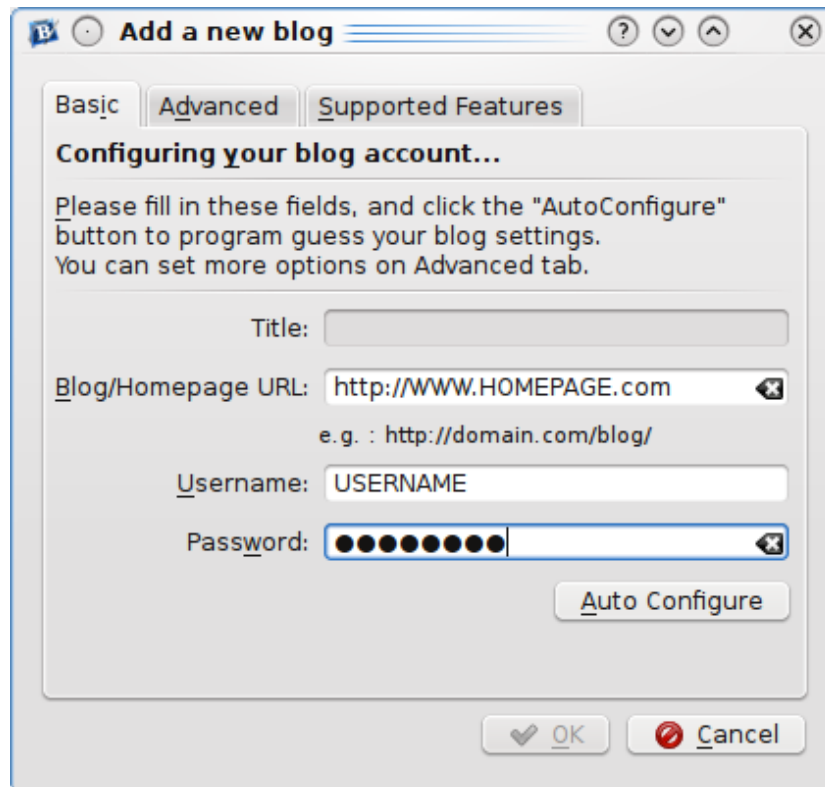 Add a new blog
Basic
Advanced
Supported Features
Configuring your blog account...
Please fill in these fields, and click the "AutoConfigure"
button to program guess your blog settings.
You can set more options on Advanced tab.
Title:
Blog/Homepage URL: http://WWW.HOMEPAGE.com
e.g. : http://domain.com/blog/
Username: USERNAME
Password: ●●●●●●●●
Auto Configure
OK
Cancel